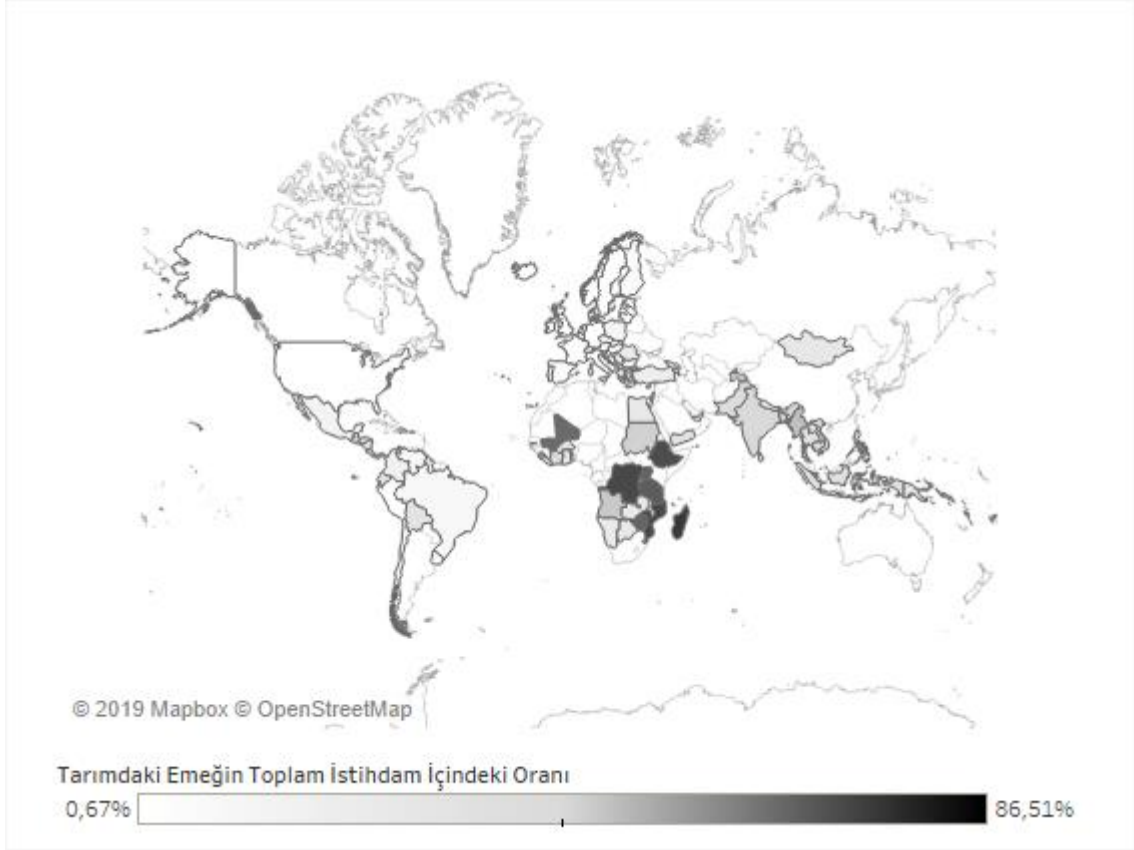 © 2019 Mapbox © OpenStreetMap
Tarımdaki Emeğin Toplam İstihdam İçindeki Oranı
0,67% 86,51%